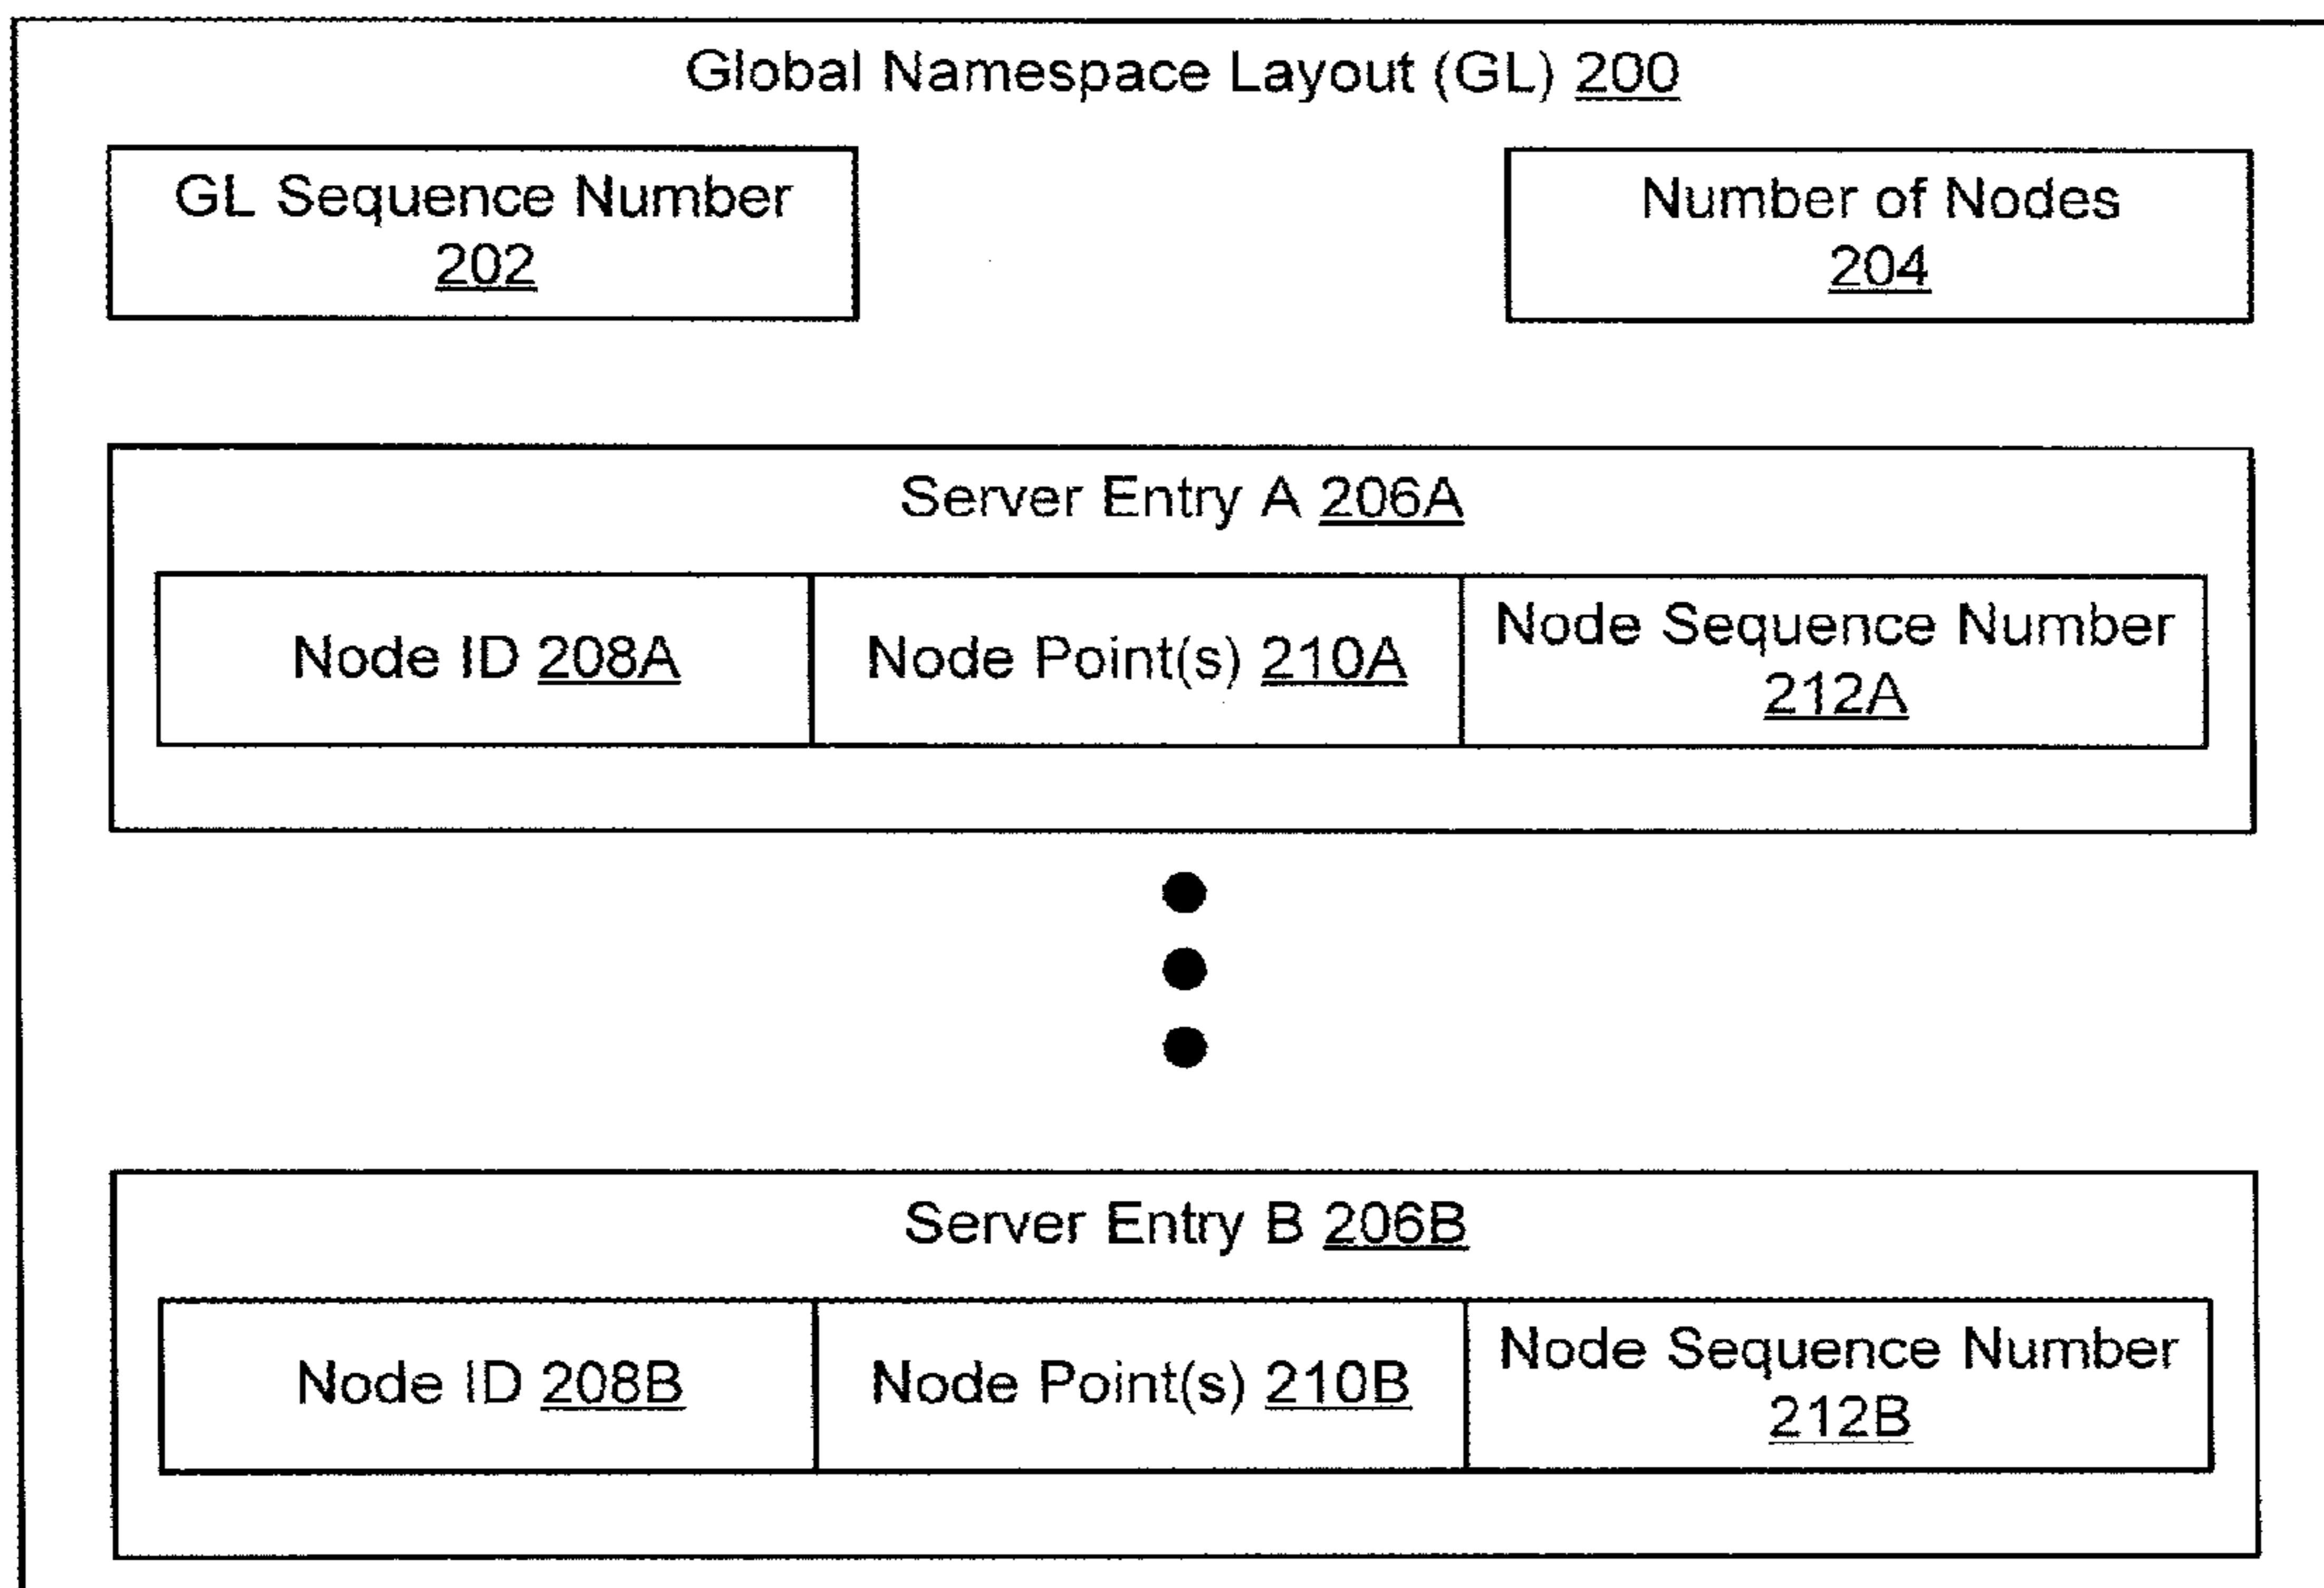 Global Namespace Layout (GL) 200
GL Sequence Number
202
Number of Nodes
204
Server Entry A 206A
Node ID 208A
Node Point(s) 210A
Node Sequence Number
212A
Server Entry B 206B
Node ID 208B
Node Point(s) 210B
Node Sequence Number
212B